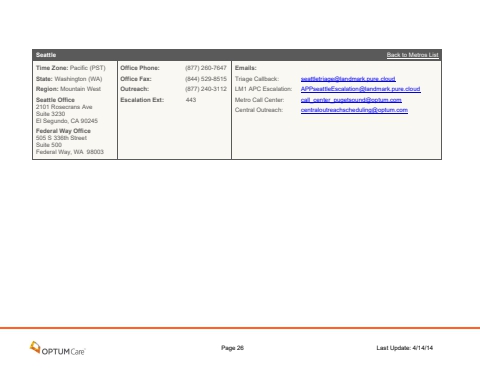 Seattle Back to Metros List
Time Zone: Pacific (PST) Office Phone: (877) 260-7647 Emails:
State: Washington (WA) Office Fax: (844) 529-8515 Triage Callback: seattletriage@landmark.pure.cloud
Region: Mountain West Outreach: (877) 240-3112 LM1 APC Escalation: APPseattleEscalation@landmark.pure.cloud
Seattle Office Escalation Ext: 443 Metro Call Center: call_center_pugetsound@optum.com
2101 Rosecrans Ave
Suite 3230 Central Outreach: centraloutreachscheduling@optum.com
El Segundo, CA 90245
Federal Way Office
505 S 336th Street
Suite 500
Federal Way, WA 98003
OPTUMCare Page 26 Last Update: 4/14/14